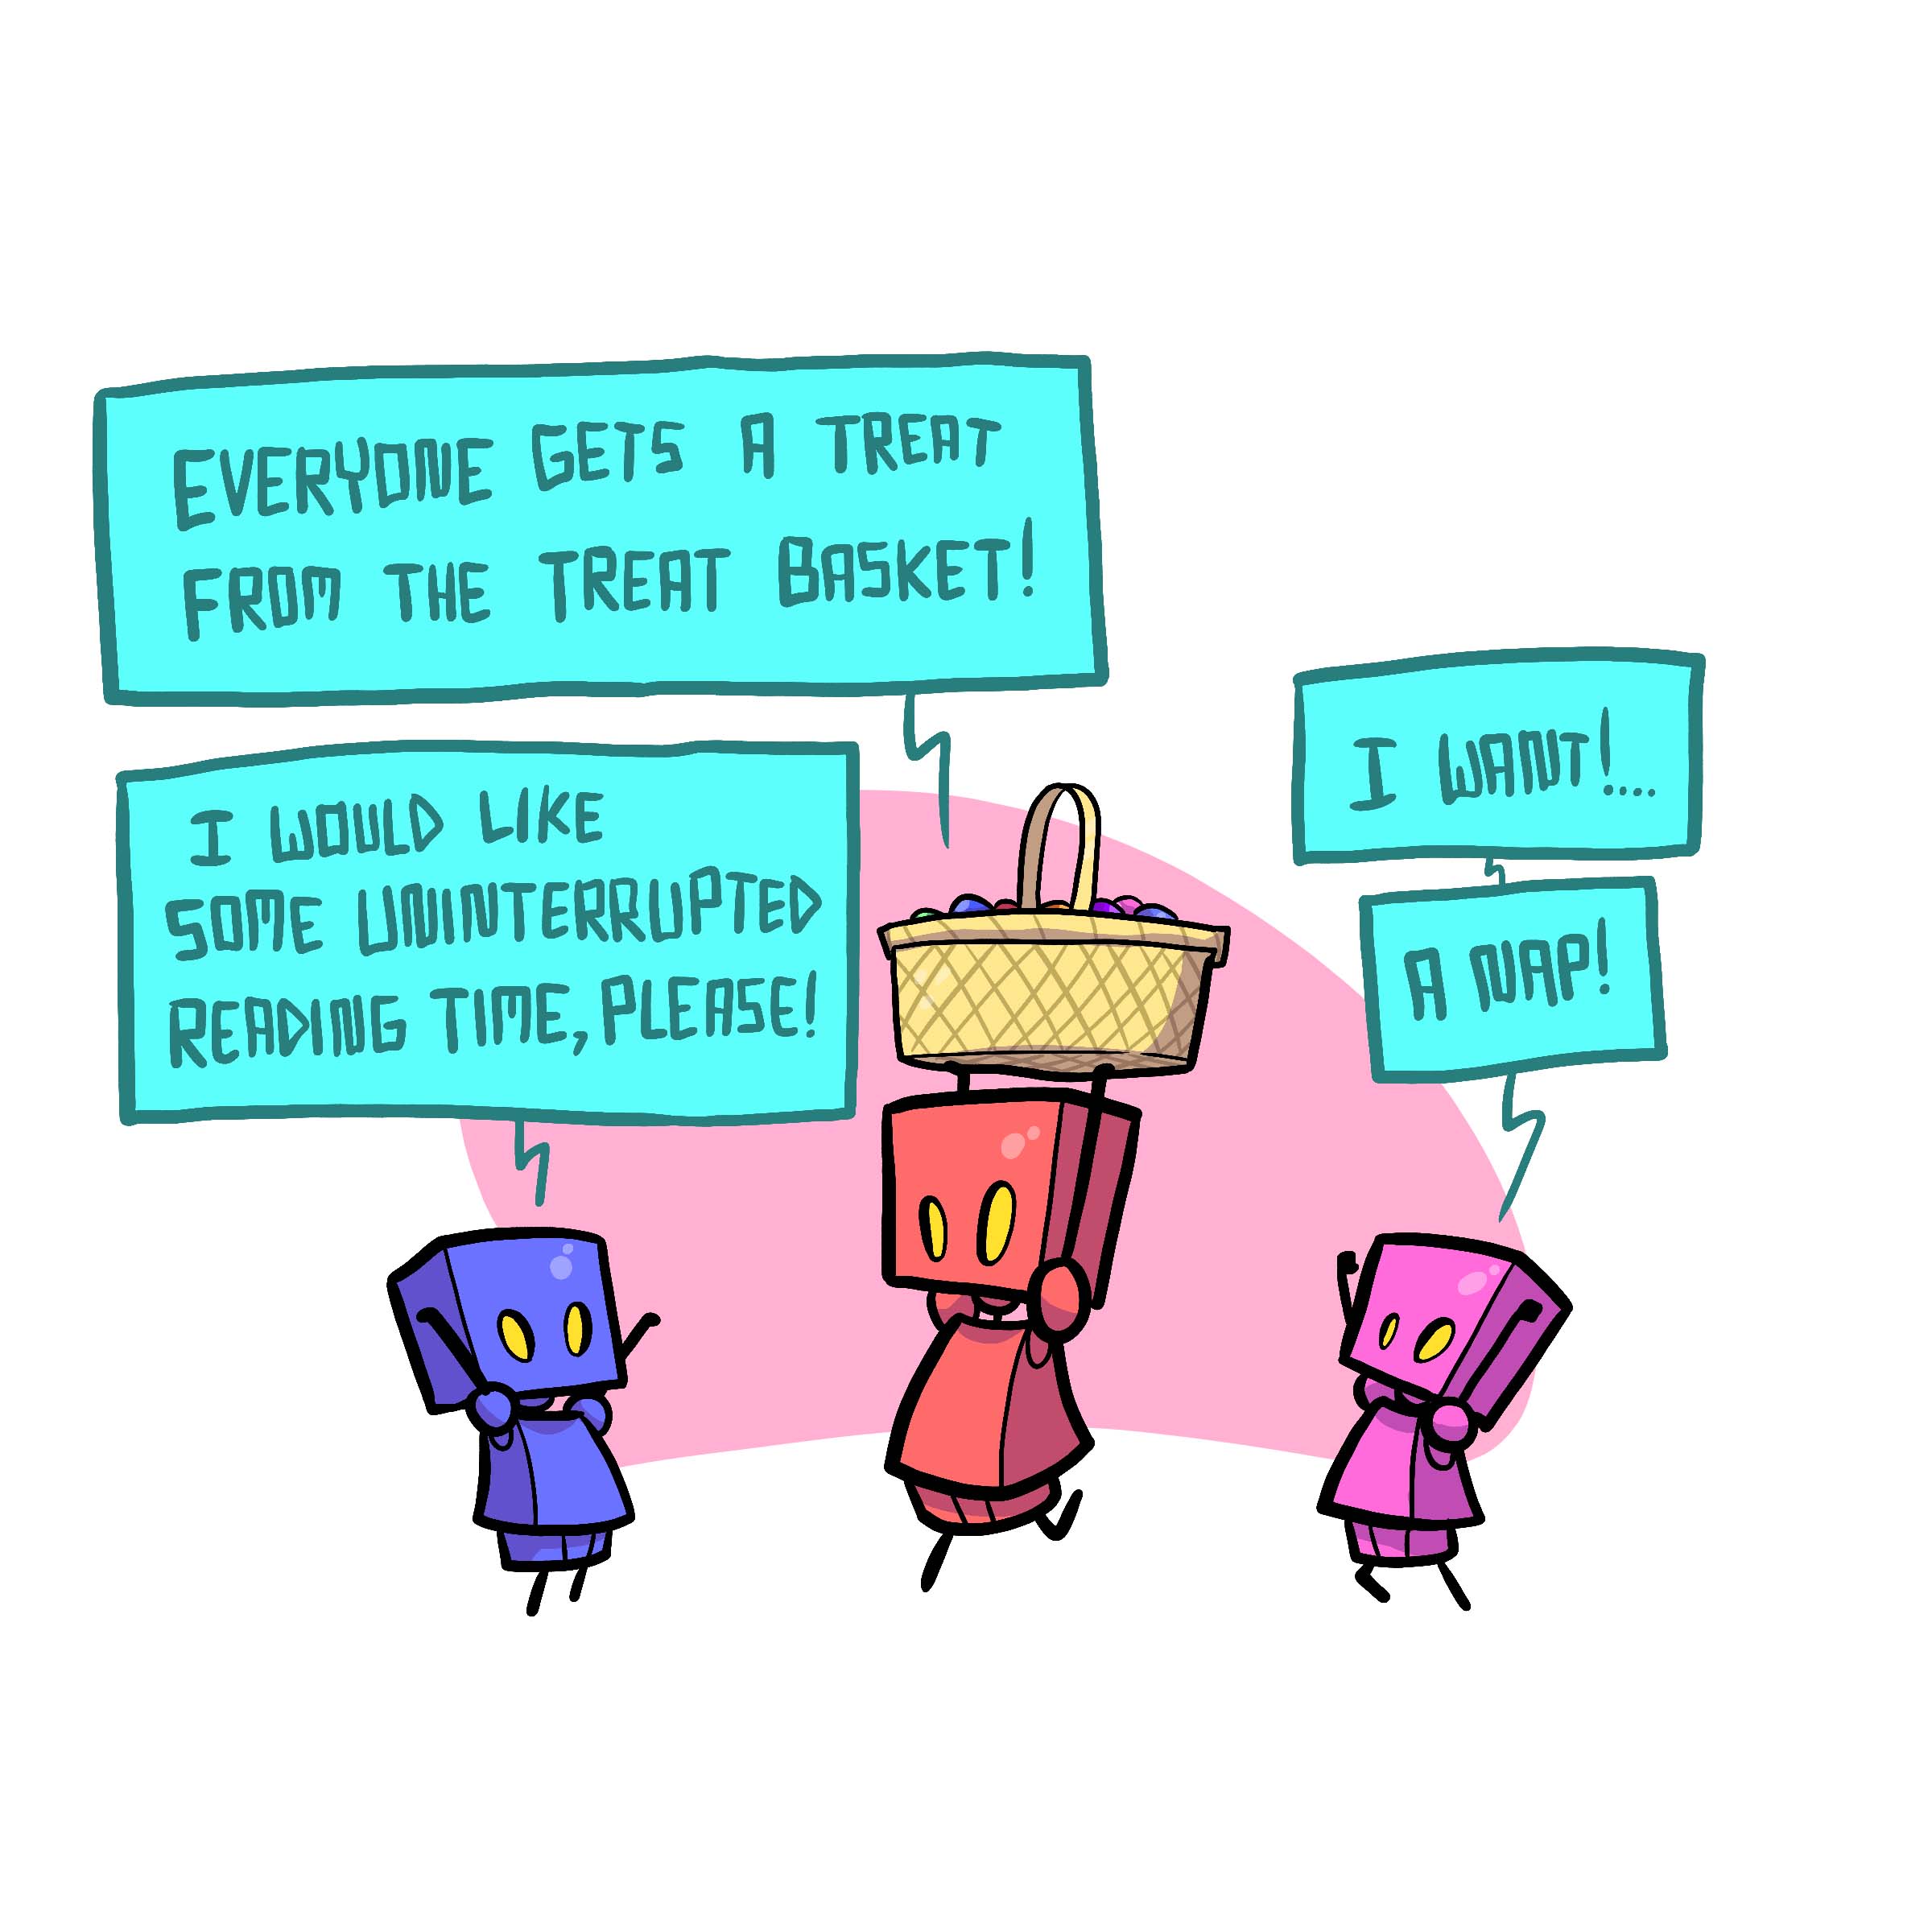 Everyone Gets A Treat
From The Treat Basket!
I Would Like
Some Uninterrupted
Reading Time, Please!
I Want!....
A Nap!